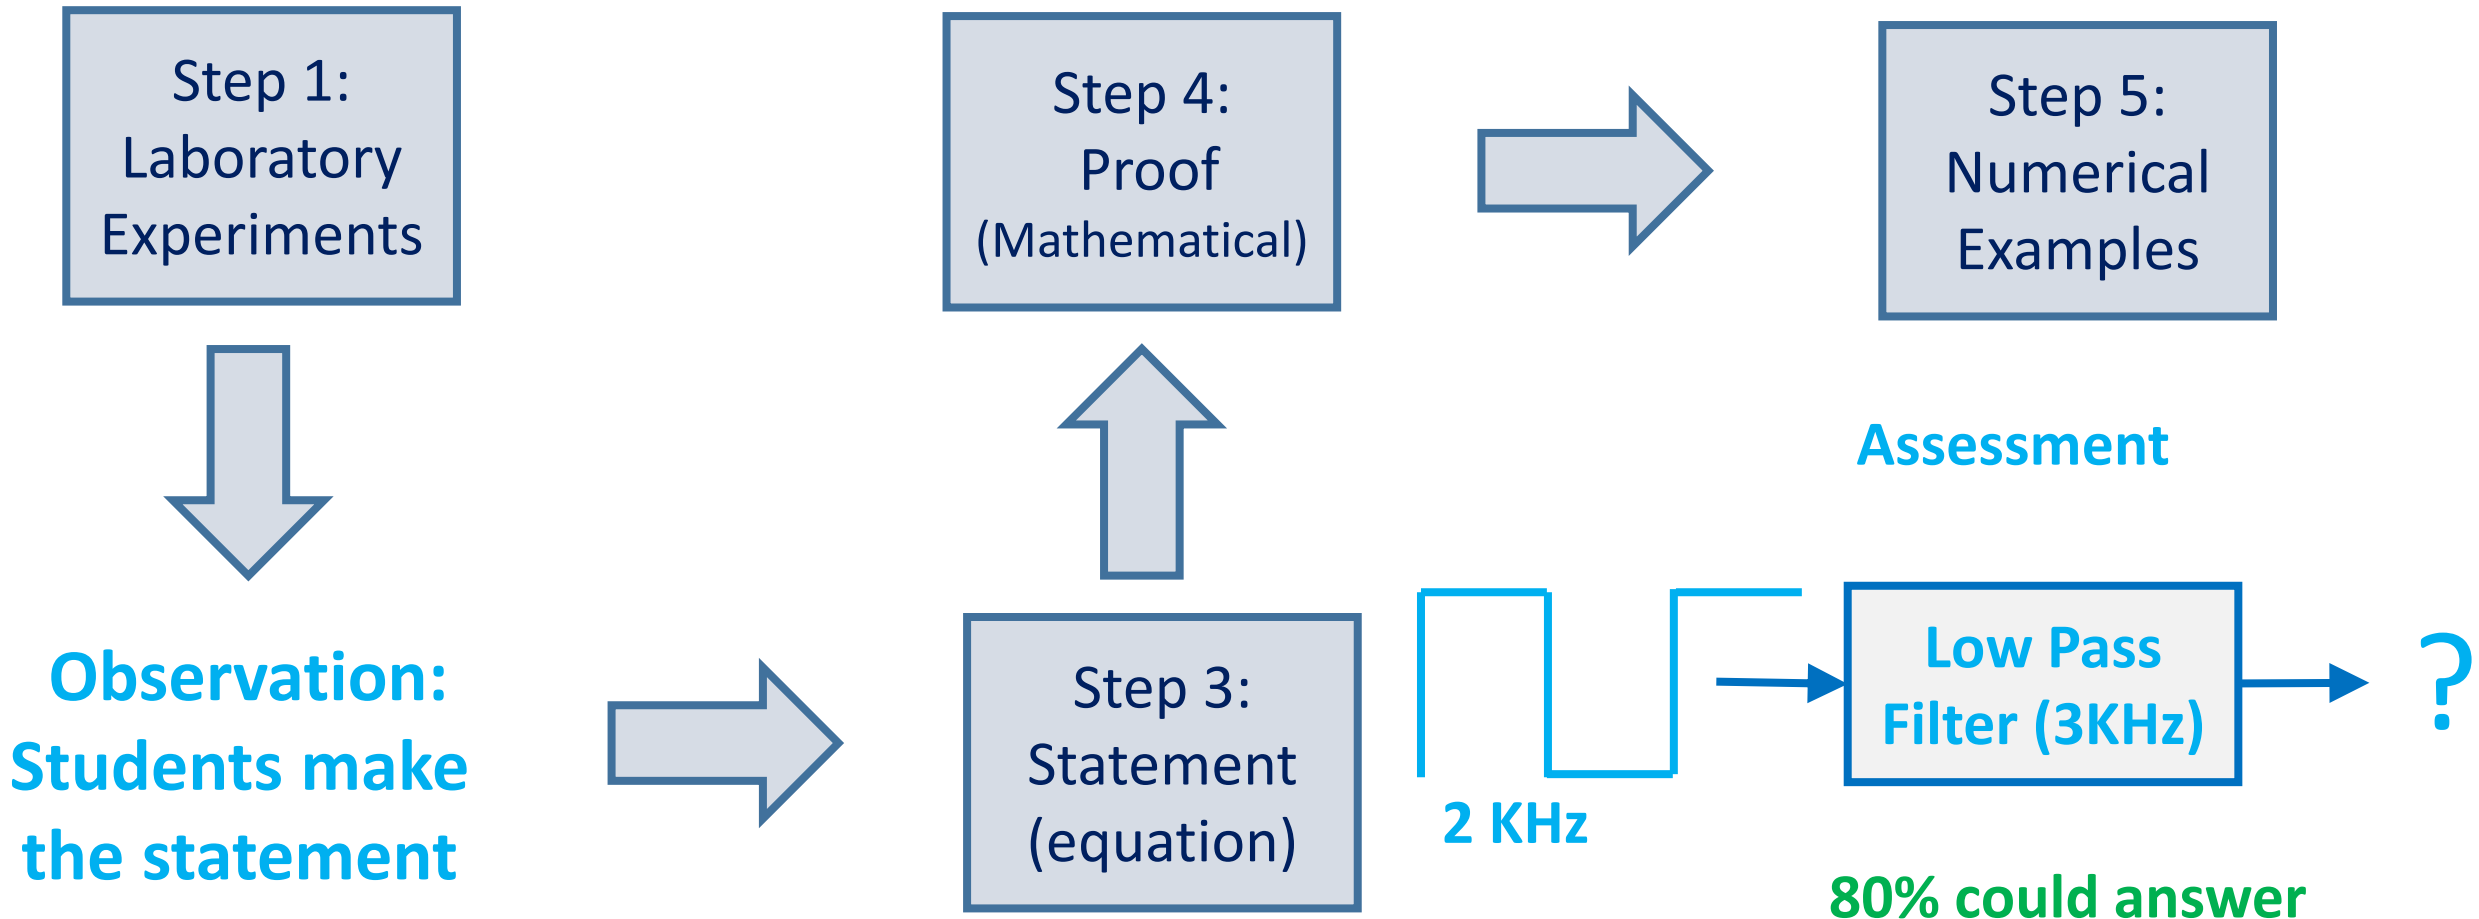 Step 1:
Laboratory
Experiments
Observation:
Students make
the statement
Step 3:
Statement
(equation)
Step 4:
Proof
(Mathematical)
Step 5:
Numerical
Examples
Assessment
2 KHz
Low Pass
Filter (3KHz)
?
80% could answer